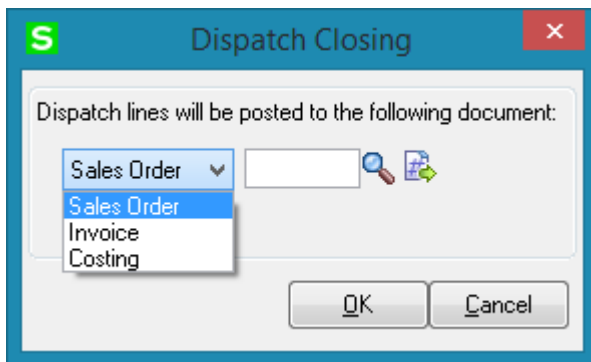 S Dispatch Closing ×
Dispatch lines will be posted to the following document:
Sales Order
Sales Order
Invoice
Costing
OK Cancel